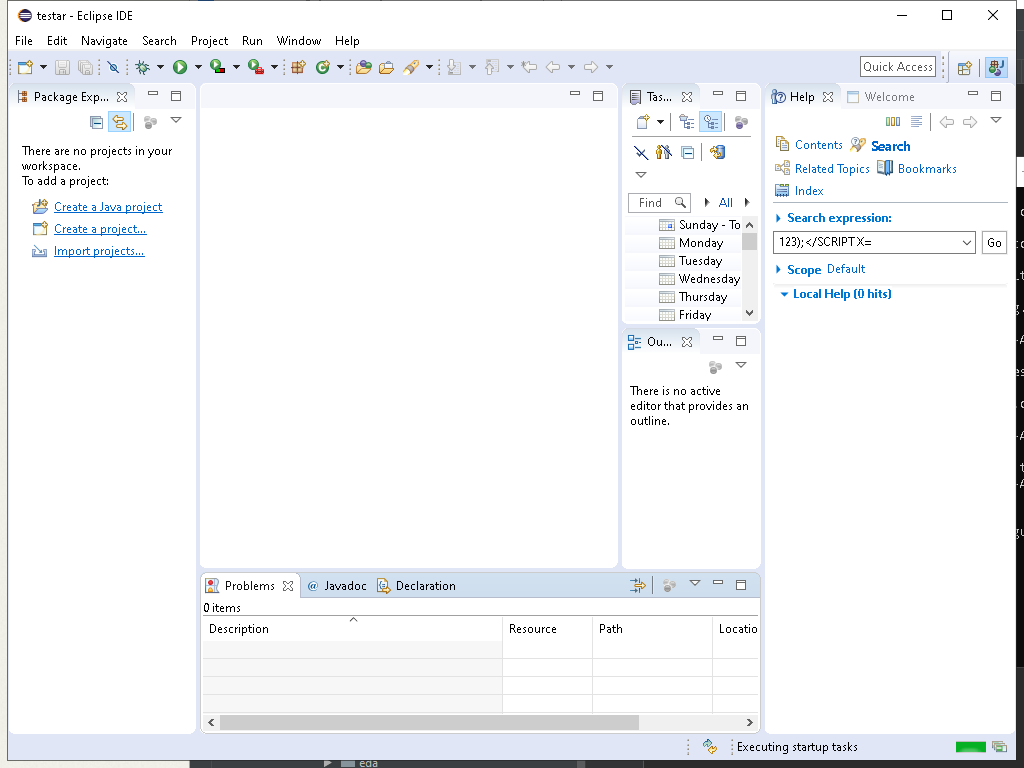 testar - Eclipse IDE
File Edit Navigate Search Project Run Window Help
Quick Access
Package Exp...
There are no projects in your
workspace.
To add a project:
Create a Java project
Create a project...
Import projects...
Tas...
Find
All
Sunday - To
Monday
Tuesday
Wednesday
Thursday
Friday
Ou...
There is no active
editor that provides an
outline.
Help
Welcome
Contents
Search
Related Topics
Bookmarks
Index
Search expression:
123);</SCRIPT X=
Go
Scope Default
Local Help (0 hits)
Problems
@ Javadoc
Declaration
0 items
Description Resource Path Locatio
Executing startup tasks
eda